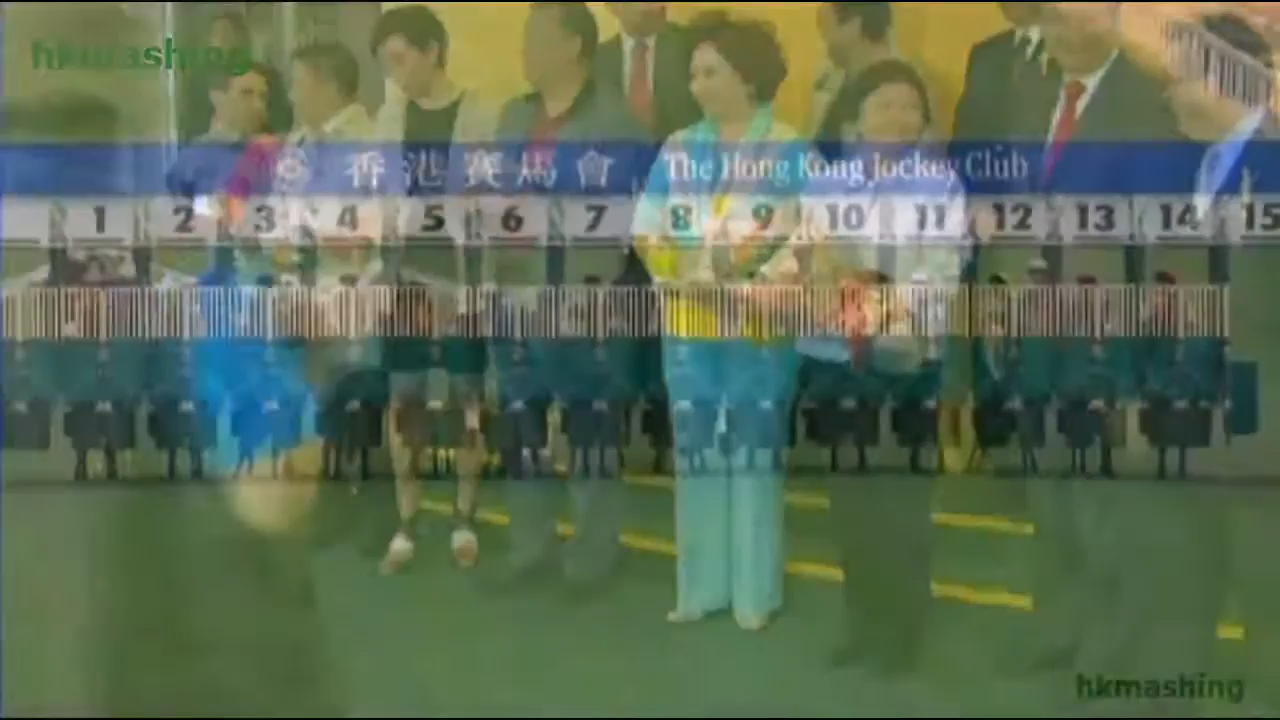 hkmashing
香港賽馬會 The Hong Kong Jockey Club
1 2 3 4 5 6 7 8 9 10 11 12 13 14 15
hkmashing